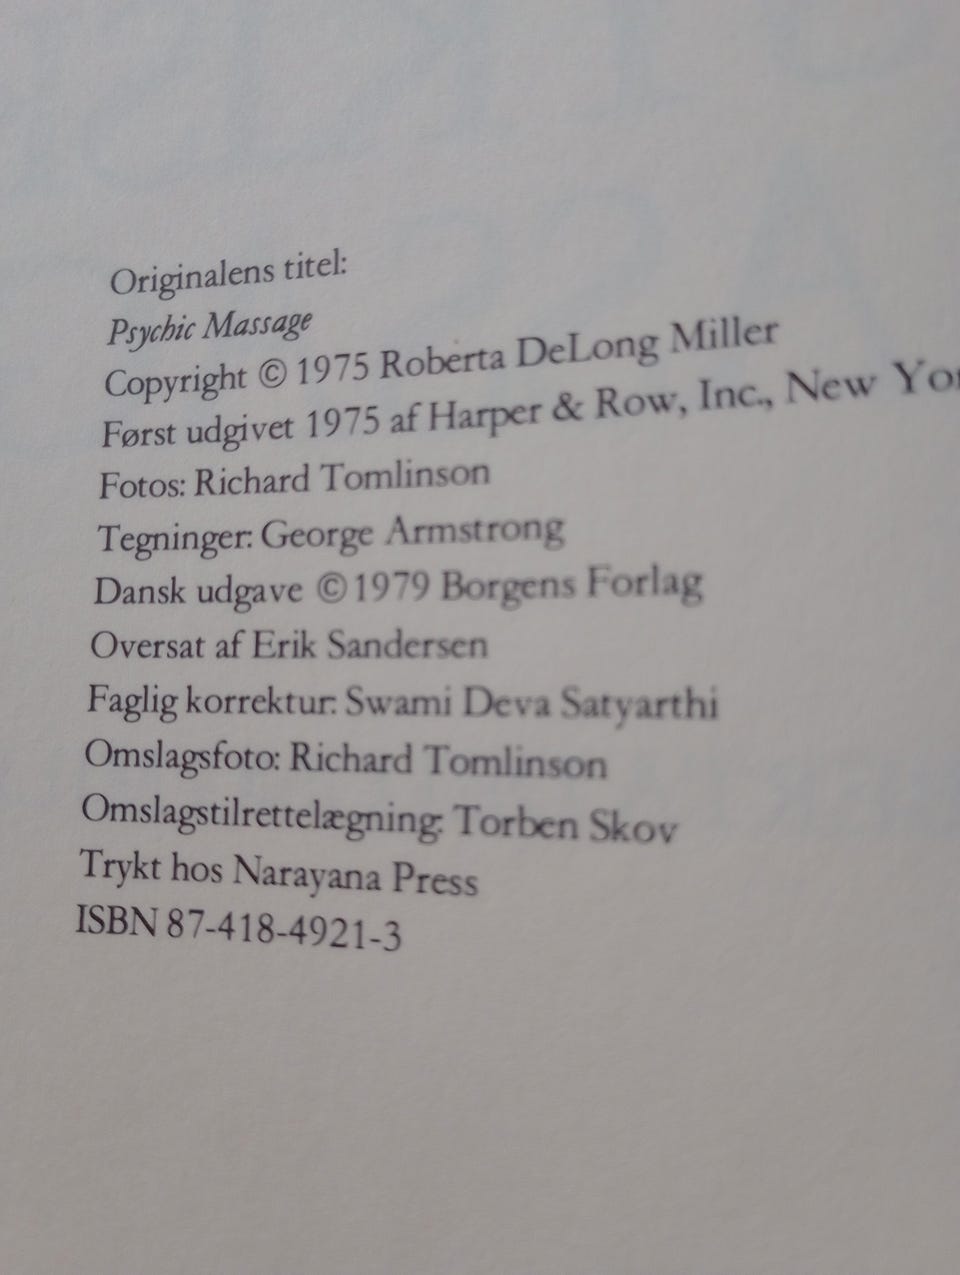 Originalens titel:
Psychic Massage
Copyright © 1975 Roberta DeLong Miller
Først udgivet 1975 af Harper & Row, Inc., New
Fotos: Richard Tomlinson
Tegninger: George Armstrong
Dansk udgave ©1979 Borgens Forlag
Oversat af Erik Sandersen
Faglig korrektur: Swami Deva Satyarthi
Omslagsfoto: Richard Tomlinson
Omslagstilrettelægning: Torben Skov
Trykt hos Narayana Press
ISBN 87-418-4921-3